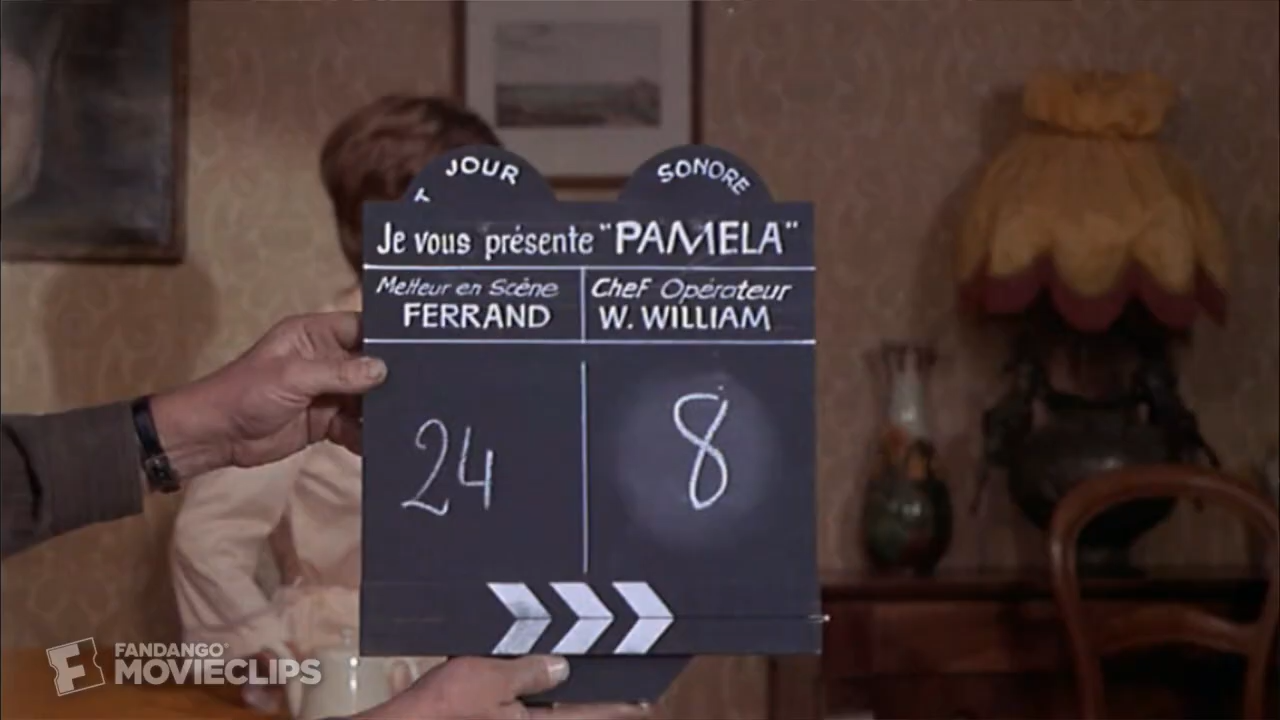 T JOUR
SONORE
Je vous présente "PAMELA"
Metteur en Scène
FERRAND
Chef Opérateur
W. WILLIAM
24
8
FANDANGO
MOVIECLIPS